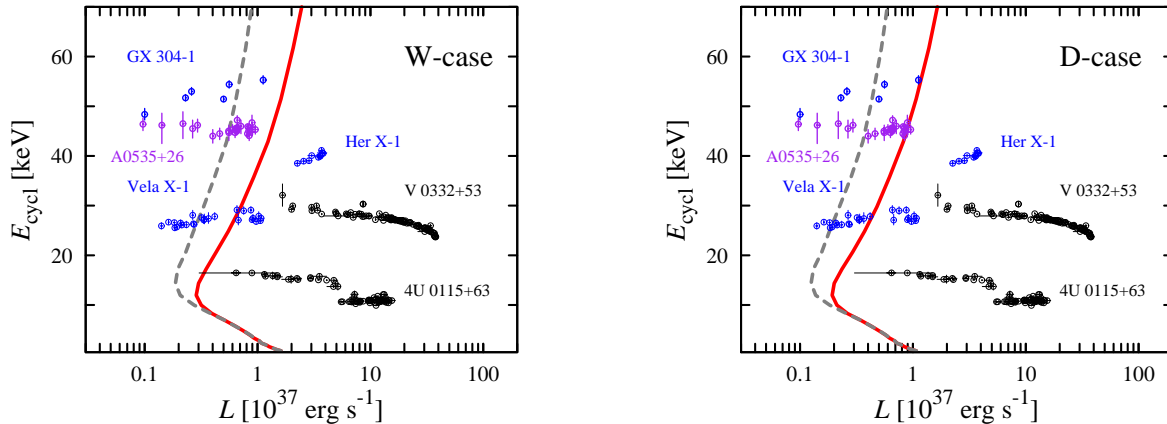 W-case
GX 304-1
A0535+26
Her X-1
Vela X-1
V 0332+53
4U 0115+63
60
40
20
E_cycl [keV]
0.1 1 10 100
L [10^37 erg s^−1]
D-case
GX 304-1
A0535+26
Her X-1
Vela X-1
V 0332+53
4U 0115+63
60
40
20
E_cycl [keV]
0.1 1 10 100
L [10^37 erg s^−1]